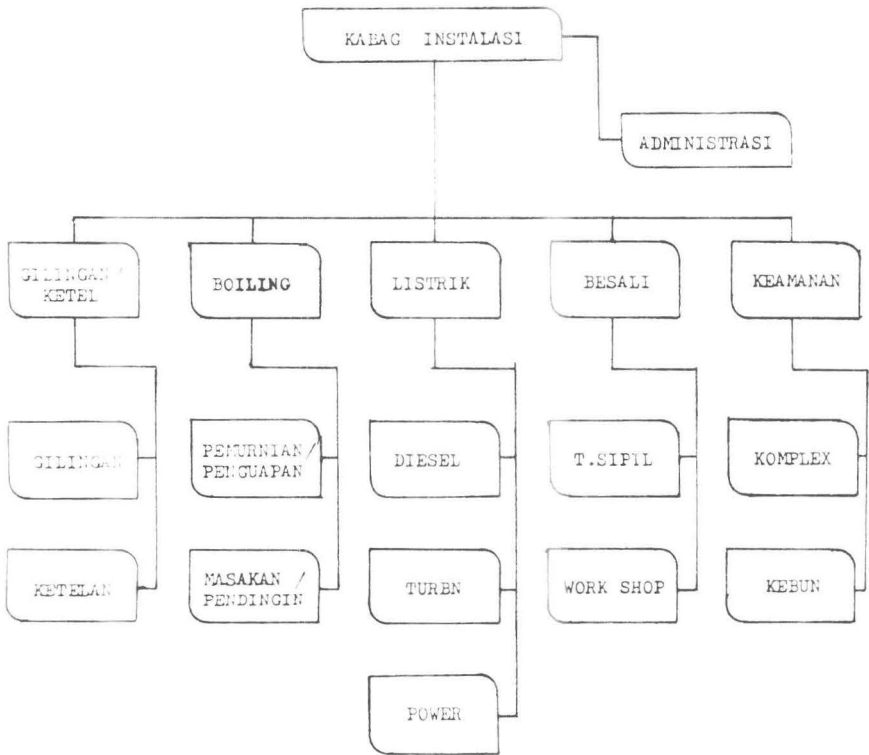 KABAG INSTALASI
ADMINISTRASI
GILINGAN /
KETEL
BOILING
LISTRIK
BESALI
KEAMANAN
GILINGAN
PEMURNIAN /
PENGUAPAN
DIESEL
T.SIPIL
KOMPLEX
KETELAN
MASAKAN /
PENDINGIN
TURBN
WORK SHOP
KEBUN
POWER